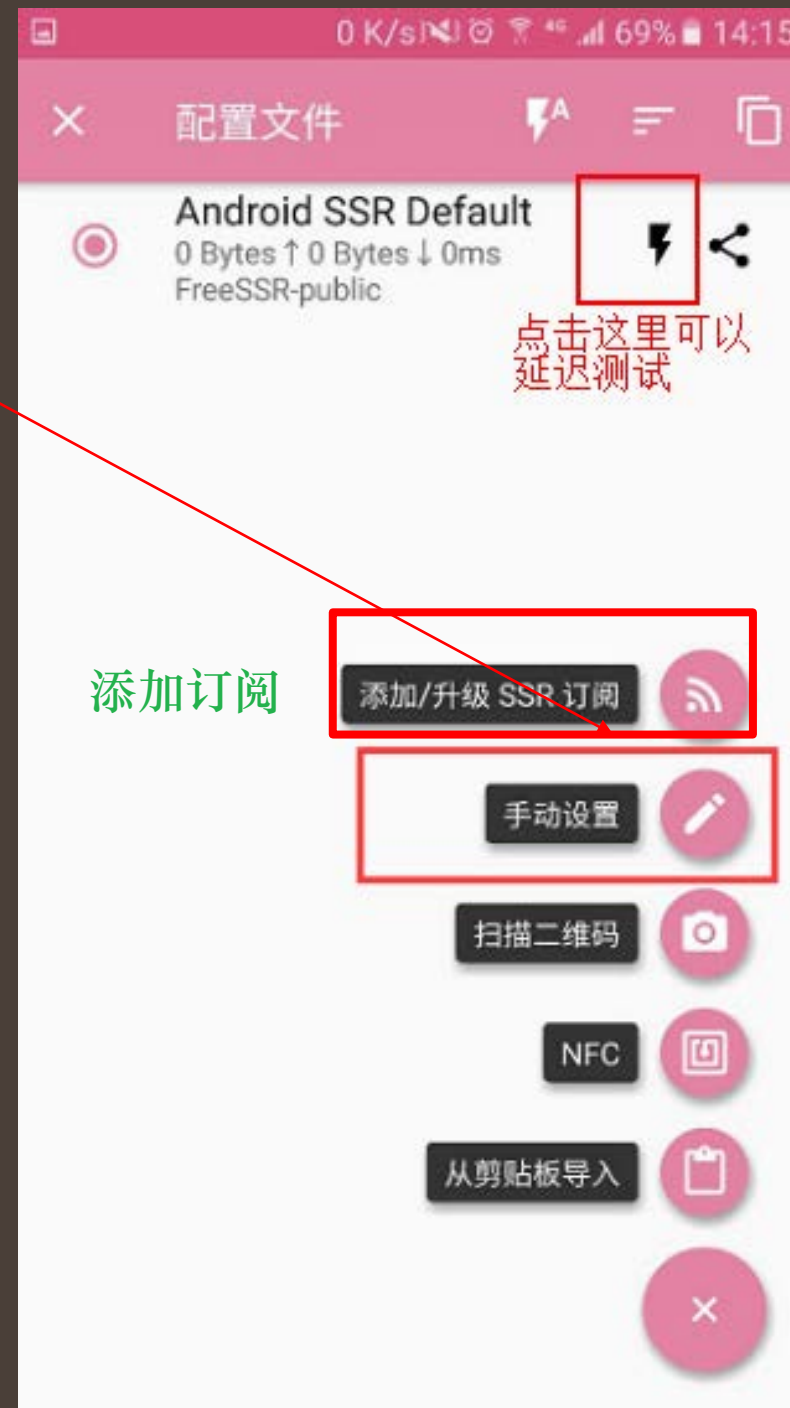 0 K/s 4G 69% 14:15
配置文件
A
Android SSR Default
0 Bytes ↑ 0 Bytes ↓ 0ms
FreeSSR-public
点击这里可以
延迟测试
添加订阅
添加/升级 SSR 订阅
手动设置
扫描二维码
NFC
从剪贴板导入